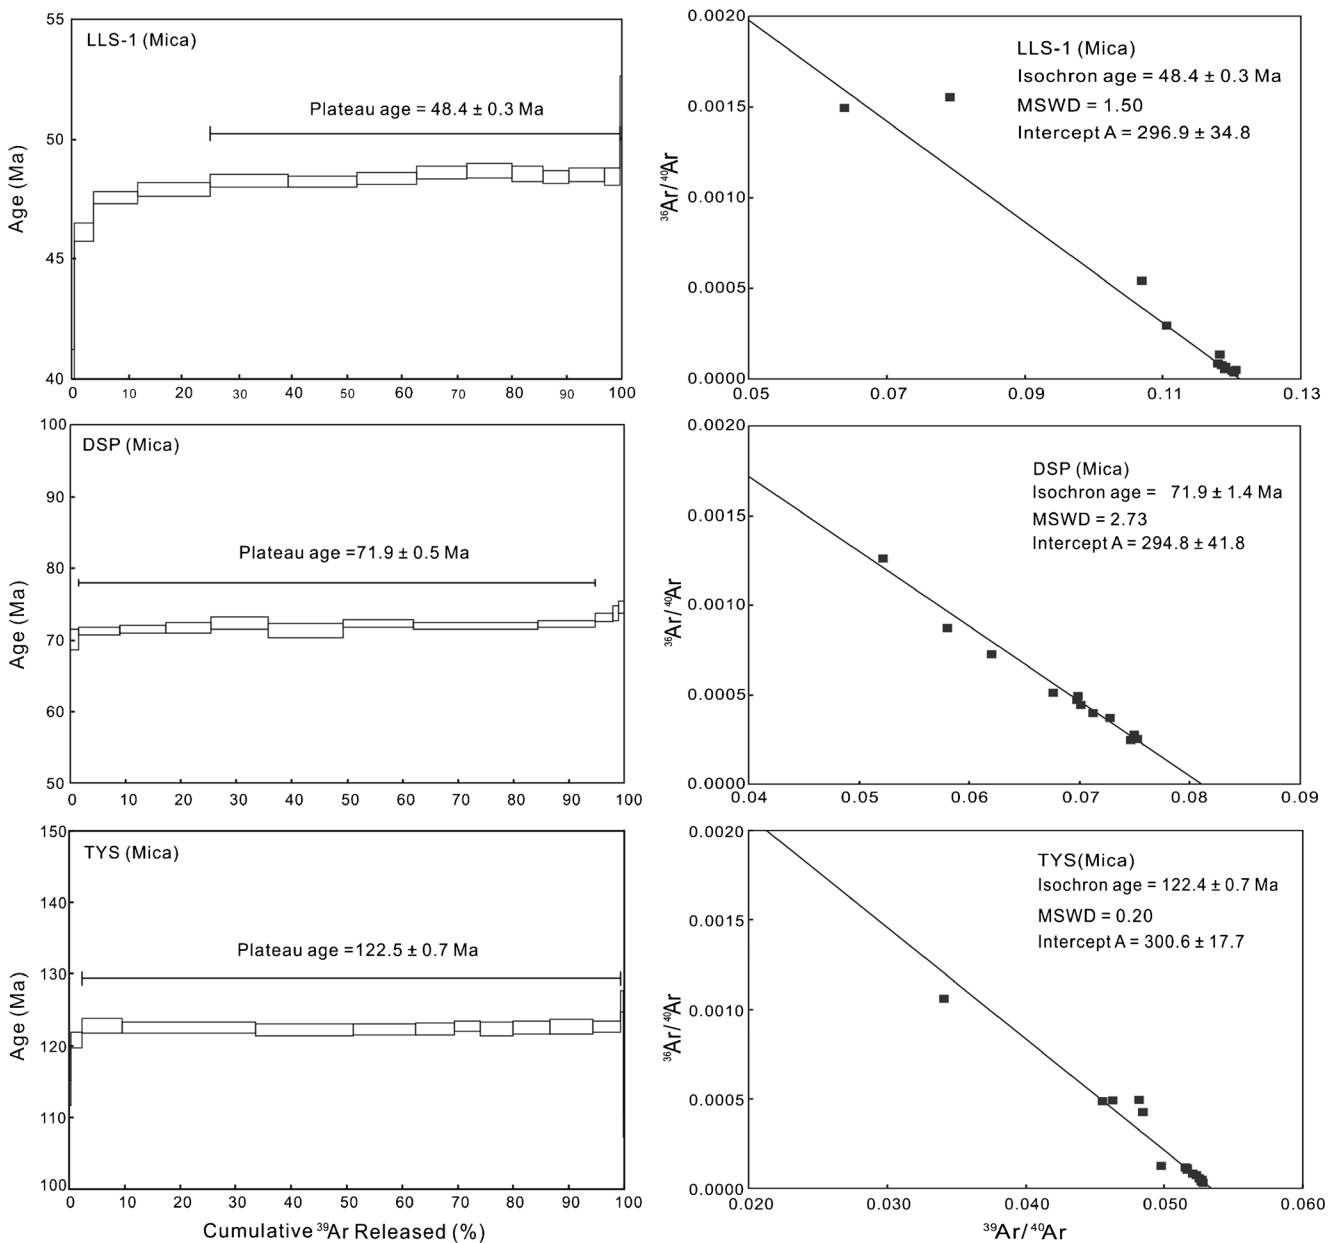 55
50
45
40
Age (Ma)
LLS-1 (Mica)
Plateau age = 48.4 ± 0.3 Ma
0 10 20 30 40 50 60 70 80 90 100
0.0020
0.0015
0.0010
0.0005
0.0000
³⁶Ar/⁴⁰Ar
LLS-1 (Mica)
Isochron age = 48.4 ± 0.3 Ma
MSWD = 1.50
Intercept A = 296.9 ± 34.8
0.05 0.07 0.09 0.11 0.13
100
90
80
70
60
50
Age (Ma)
DSP (Mica)
Plateau age =71.9 ± 0.5 Ma
0 10 20 30 40 50 60 70 80 90 100
0.0020
0.0015
0.0010
0.0005
0.0000
³⁶Ar/⁴⁰Ar
DSP (Mica)
Isochron age = 71.9 ± 1.4 Ma
MSWD = 2.73
Intercept A = 294.8 ± 41.8
0.04 0.05 0.06 0.07 0.08 0.09
150
140
130
120
110
100
Age (Ma)
TYS (Mica)
Plateau age =122.5 ± 0.7 Ma
0 10 20 30 40 50 60 70 80 90 100
Cumulative ³⁹Ar Released (%)
0.0020
0.0015
0.0010
0.0005
0.0000
³⁶Ar/⁴⁰Ar
TYS(Mica)
Isochron age = 122.4 ± 0.7 Ma
MSWD = 0.20
Intercept A = 300.6 ± 17.7
0.020 0.030 0.040 0.050 0.060
³⁹Ar/⁴⁰Ar